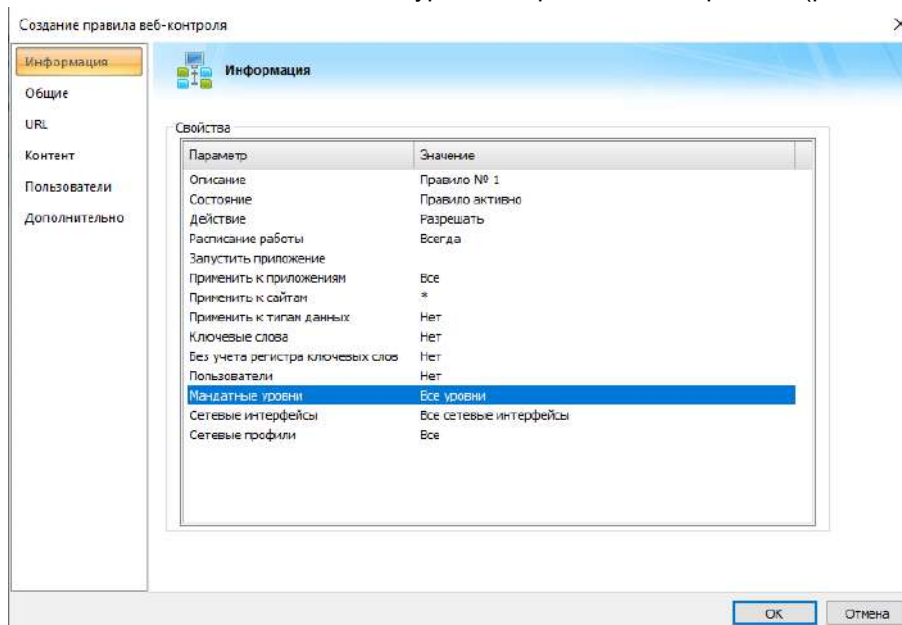 Создание правила веб-контроля
Информация
Общие
URL
Контент
Пользователи
Дополнительно
Информация
Свойства
Параметр Значение
Описание Правило № 1
Состояние Правило активно
Действие Разрешать
Расписание работы Всегда
Запустить приложение
Применить к приложениям Все
Применить к сайтам *
Применить к типам данных Нет
Ключевые слова Нет
Без учета регистра ключевых слов Нет
Пользователи Нет
Мандатные уровни Все уровни
Сетевые интерфейсы Все сетевые интерфейсы
Сетевые профили Все
OK Отмена